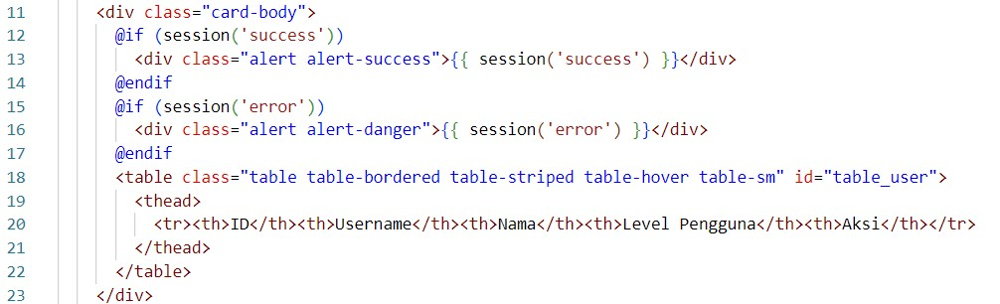 11 <div class="card-body">
12 @if (session('success'))
13 <div class="alert alert-success">{{ session('success') }}</div>
14 @endif
15 @if (session('error'))
16 <div class="alert alert-danger">{{ session('error') }}</div>
17 @endif
18 <table class="table table-bordered table-striped table-hover table-sm" id="table_user">
19 <thead>
20 <tr><th>ID</th><th>Username</th><th>Nama</th><th>Level Pengguna</th><th>Aksi</th></tr>
21 </thead>
22 </table>
23 </div>